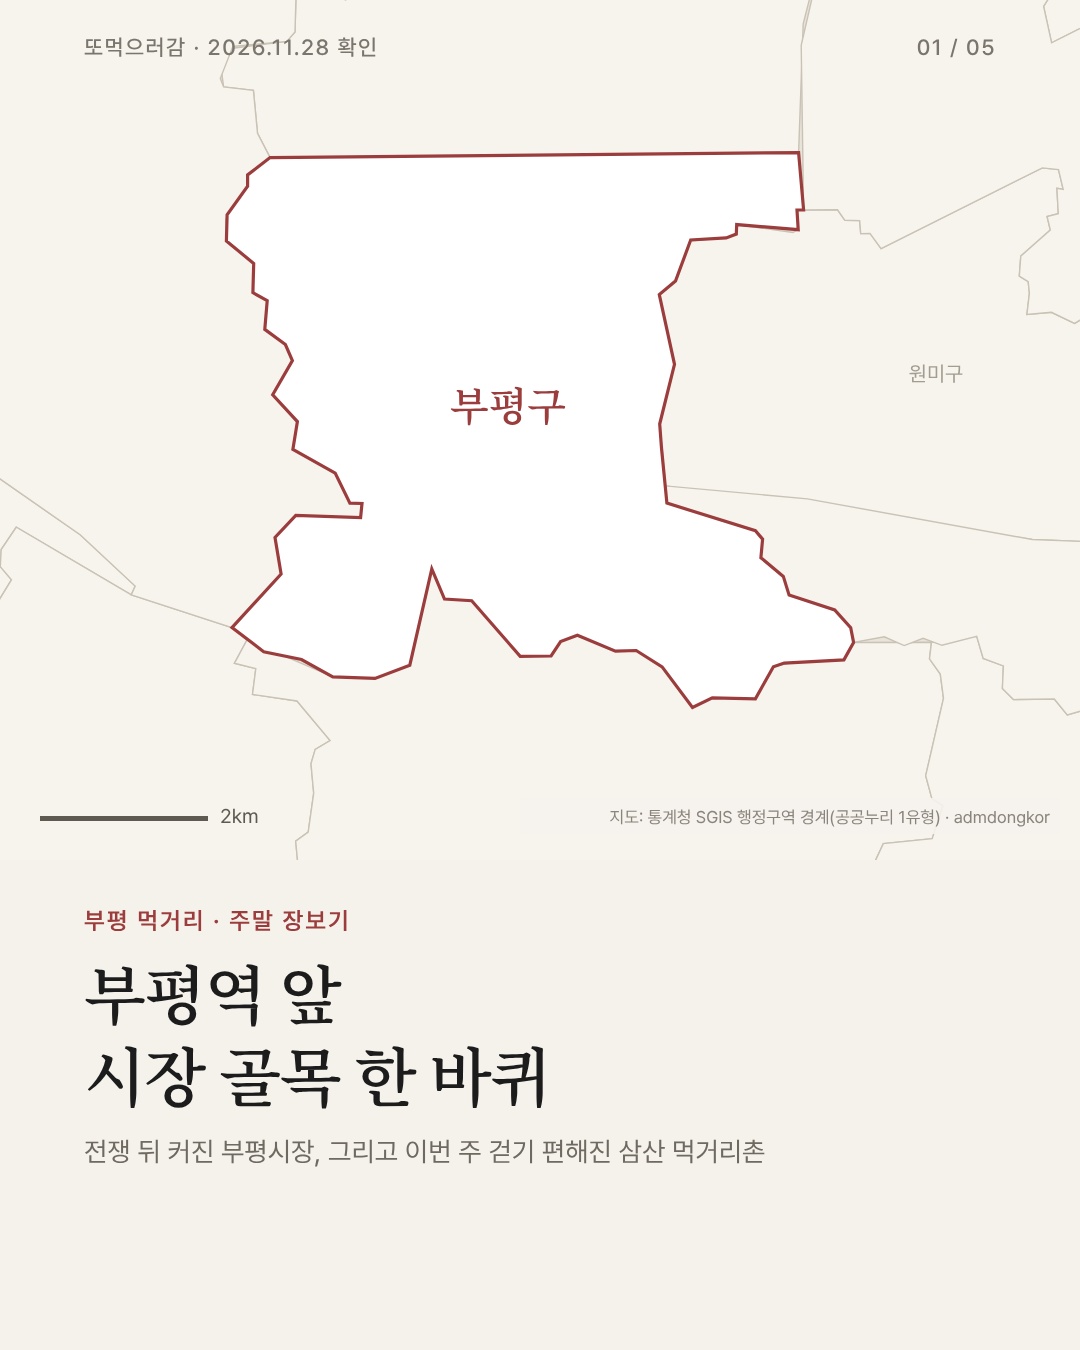 또먹으러감 · 2026.11.28 확인
01 / 05
원미구
부평구
2km
지도: 통계청 SGIS 행정구역 경계(공공누리 1유형) · admdongkor
부평 먹거리 · 주말 장보기
부평역 앞
시장 골목 한 바퀴
전쟁 뒤 커진 부평시장, 그리고 이번 주 걷기 편해진 삼산 먹거리촌